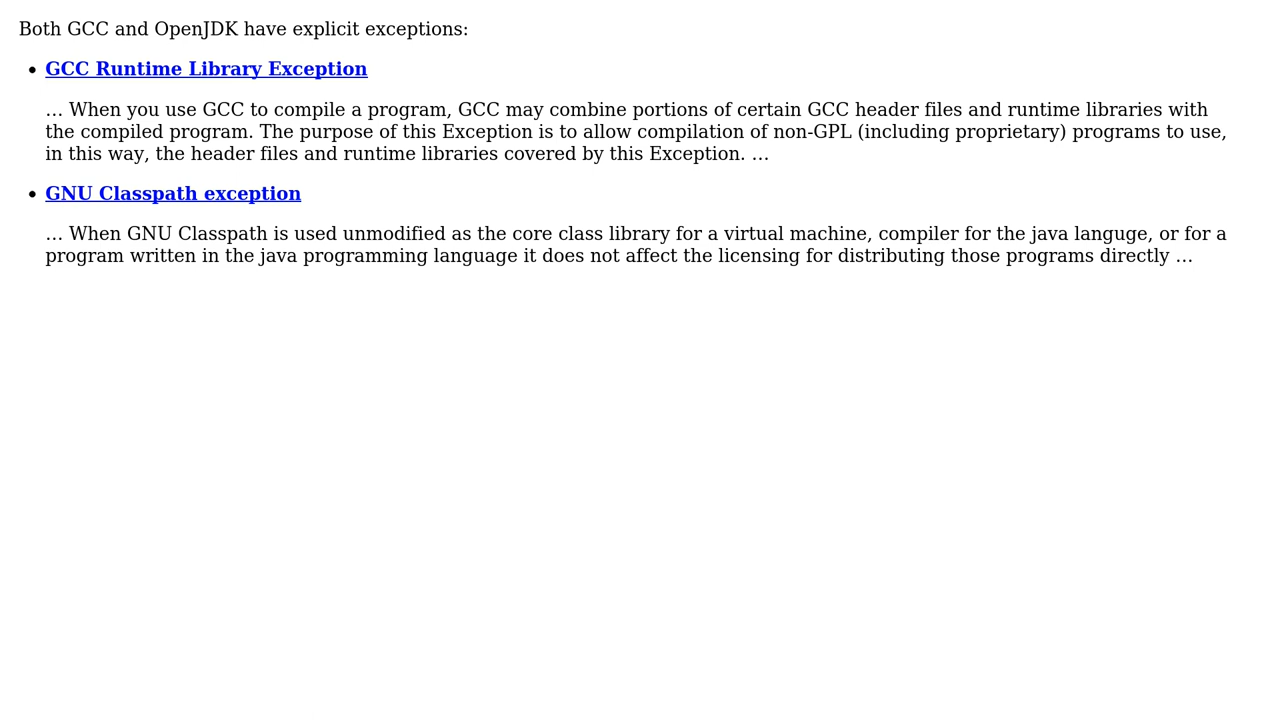 Both GCC and OpenJDK have explicit exceptions:
• GCC Runtime Library Exception
… When you use GCC to compile a program, GCC may combine portions of certain GCC header files and runtime libraries with
the compiled program. The purpose of this Exception is to allow compilation of non-GPL (including proprietary) programs to use,
in this way, the header files and runtime libraries covered by this Exception. …
• GNU Classpath exception
… When GNU Classpath is used unmodified as the core class library for a virtual machine, compiler for the java languge, or for a
program written in the java programming language it does not affect the licensing for distributing those programs directly …